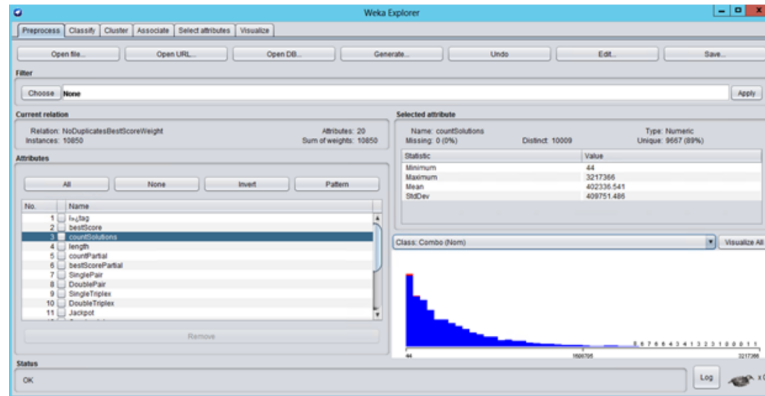 Weka Explorer
Preprocess Classify Cluster Associate Select attributes Visualize
Open file... Open URL... Open DB... Generate... Undo Edit... Save...
Filter
Choose None Apply
Current relation
Relation: NoDuplicatesBestScoreWeight Attributes: 20
Instances: 10850 Sum of weights: 10850
Attributes
All None Invert Pattern
No. Name
1 ï»¿tag
2 bestScore
3 countSolutions
4 length
5 countPartial
6 bestScorePartial
7 SinglePair
8 DoublePair
9 SingleTriplex
10 DoubleTriplex
11 Jackpot
Remove
Selected attribute
Name: countSolutions Type: Numeric
Missing: 0 (0%) Distinct: 10009 Unique: 9667 (89%)
Statistic Value
Minimum 44
Maximum 3217366
Mean 402336.541
StdDev 409751.486
Class: Combo (Nom) Visualize All
44 1608705 3217366
Status
OK
Log x 0